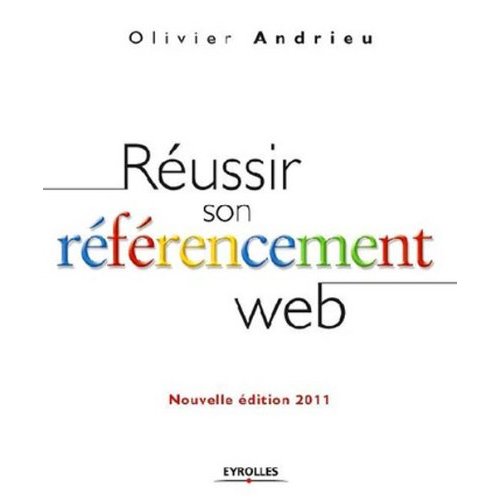 Olivier Andrieu
Réussir
son
référencement
web
Nouvelle édition 2011
EYROLLES